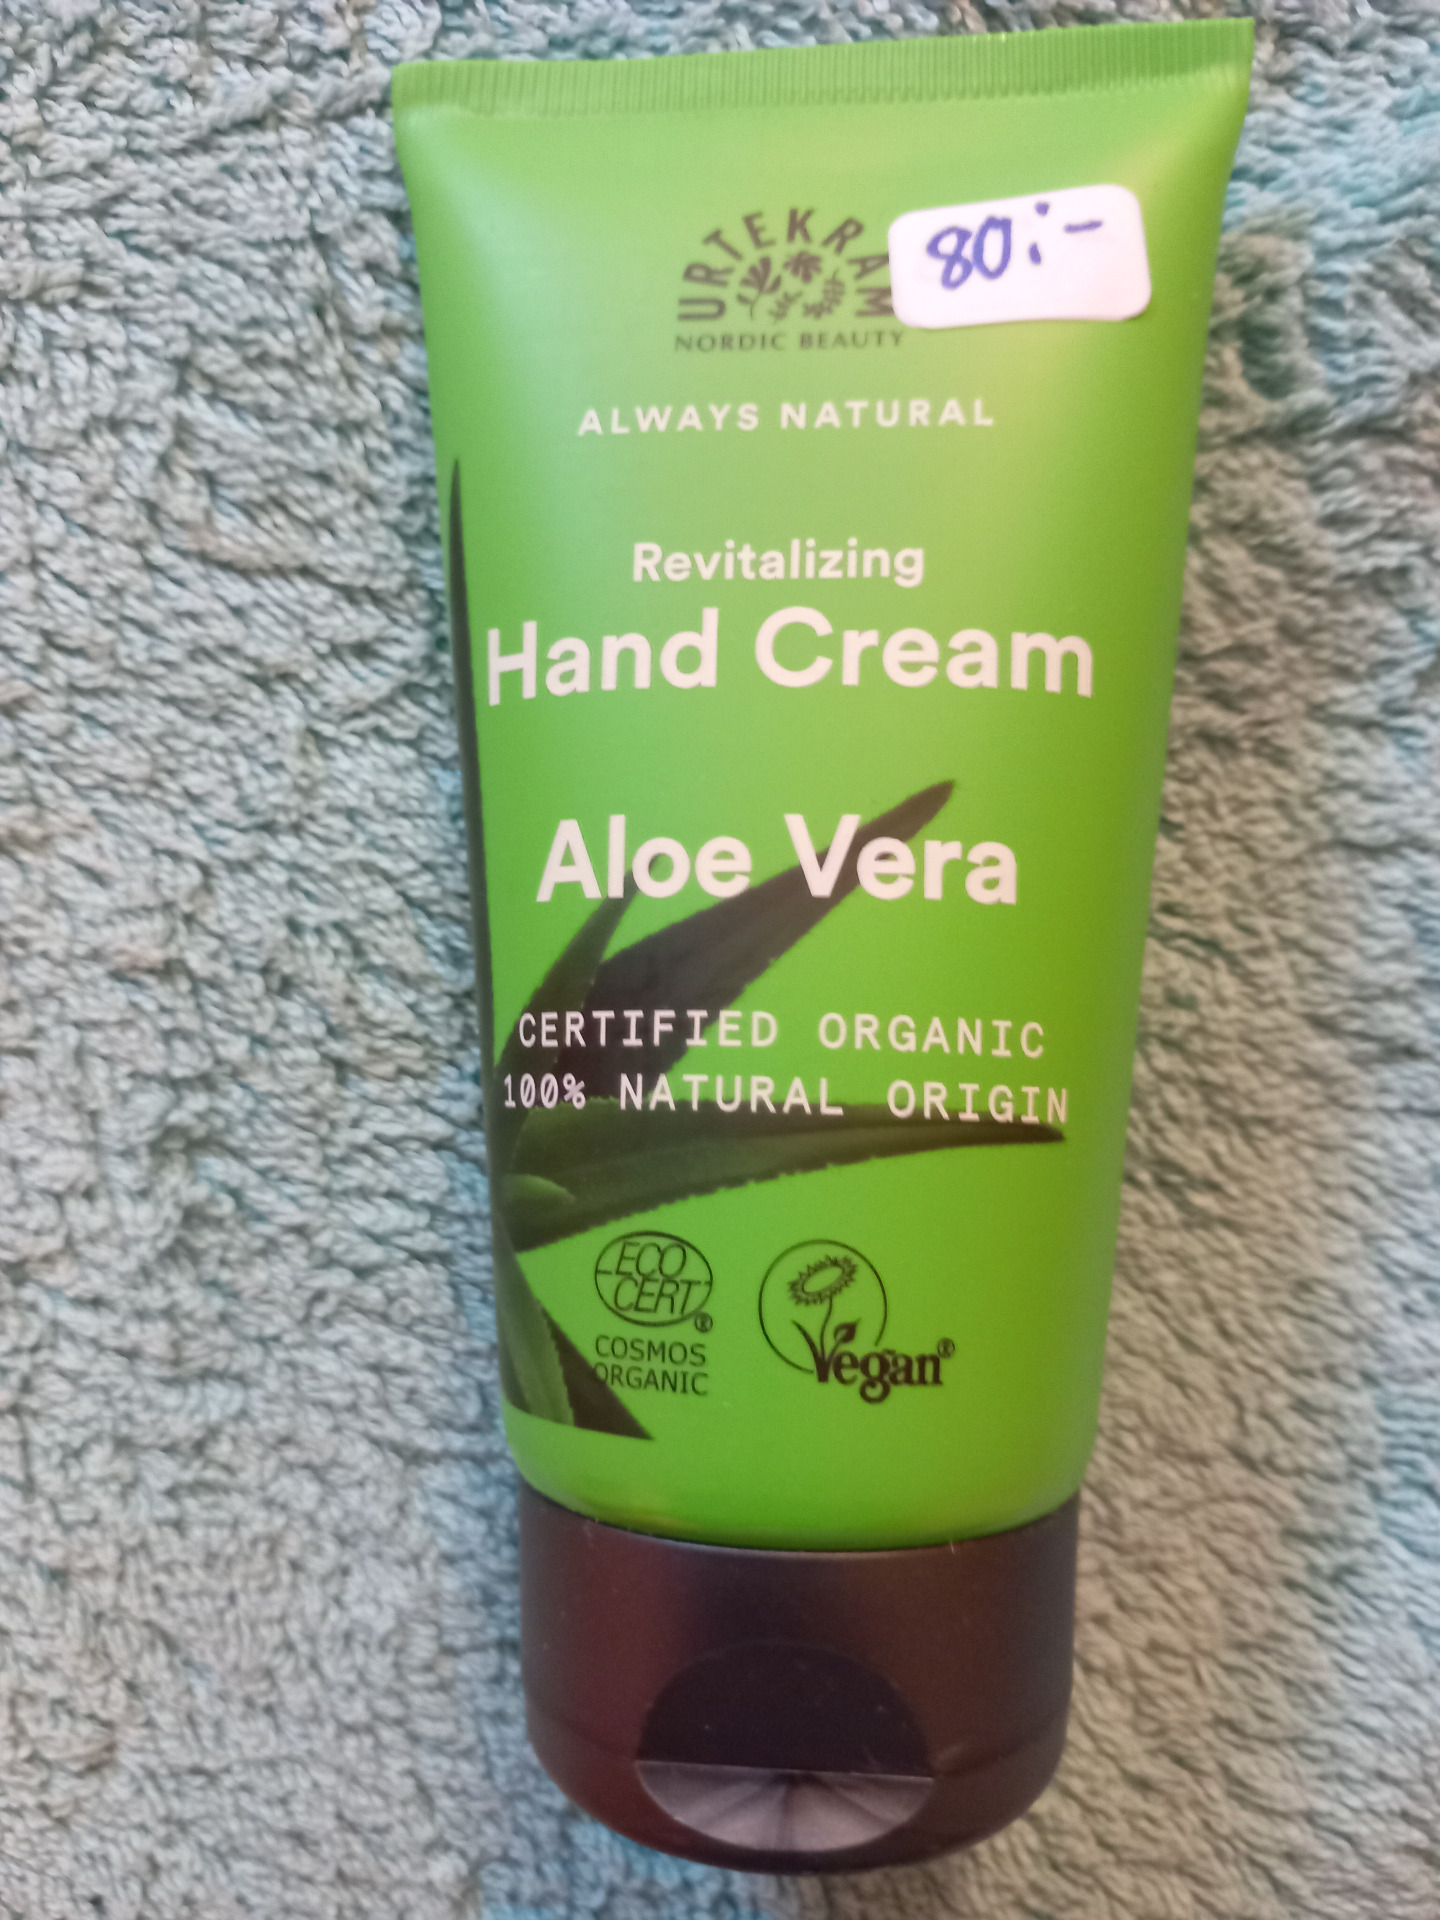 URTEKRAM
80:-
NORDIC BEAUTY
ALWAYS NATURAL
Revitalizing
Hand Cream
Aloe Vera
CERTIFIED ORGANIC
100% NATURAL ORIGIN
ECO
CERT®
COSMOS
ORGANIC
Vegan®